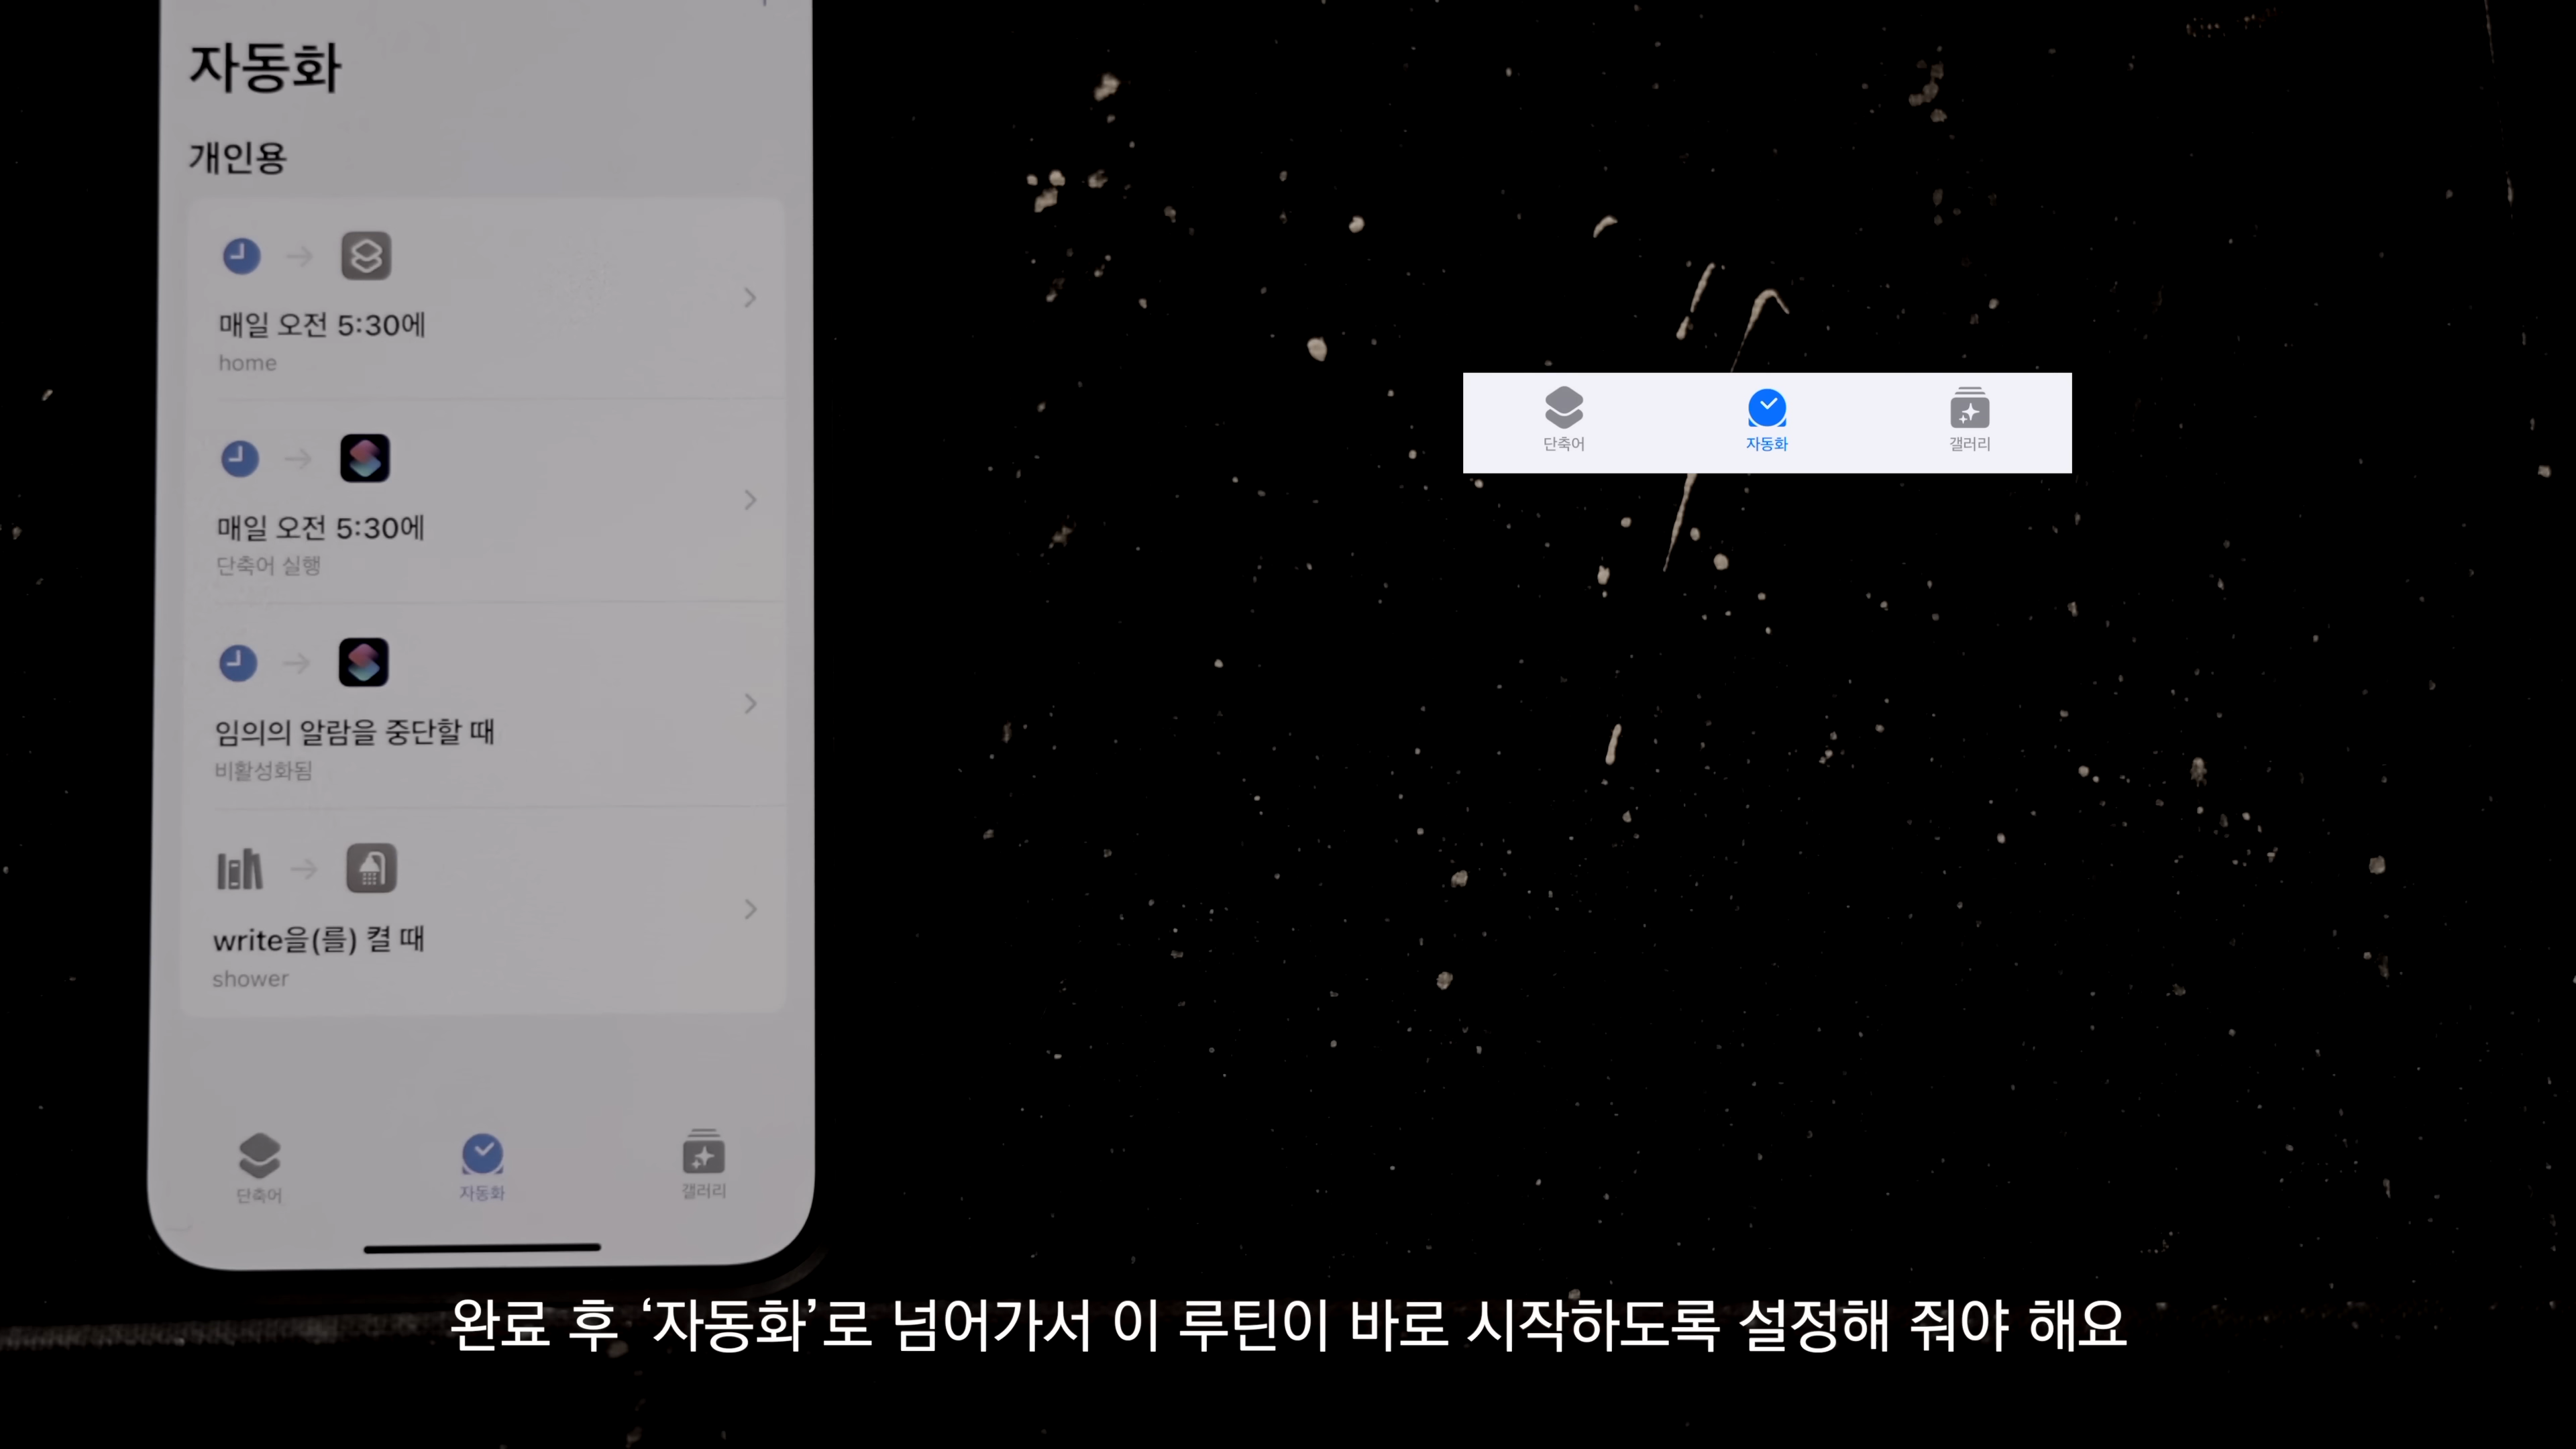 자동화
개인용
매일 오전 5:30에
home
매일 오전 5:30에
단축어 실행
임의의 알람을 중단할 때
비활성화됨
write을(를) 켤 때
shower
단축어
자동화
갤러리
단축어
자동화
갤러리
완료 후 ‘자동화’로 넘어가서 이 루틴이 바로 시작하도록 설정해 줘야 해요